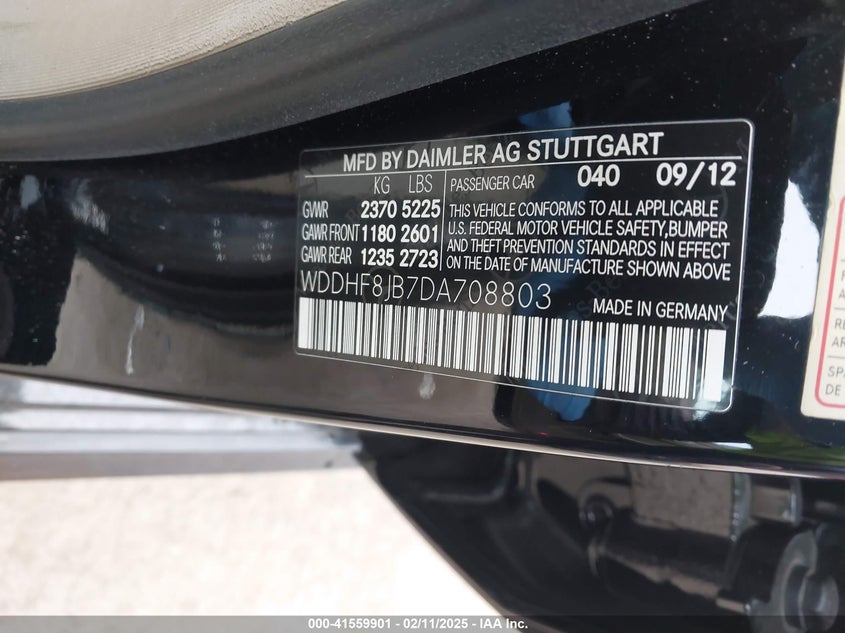 MFD BY DAIMLER AG STUTTGART
KG LBS
GVWR 2370 5225
GAWR FRONT 1180 2601
GAWR REAR 1235 2723
PASSENGER CAR 040 09/12
THIS VEHICLE CONFORMS TO ALL APPLICABLE
U.S. FEDERAL MOTOR VEHICLE SAFETY,BUMPER
AND THEFT PREVENTION STANDARDS IN EFFECT
ON THE DATE OF MANUFACTURE SHOWN ABOVE
WDDHF8JB7DA708803
MADE IN GERMANY
SPA
DE
000-41559901 - 02/11/2025 - IAA Inc.